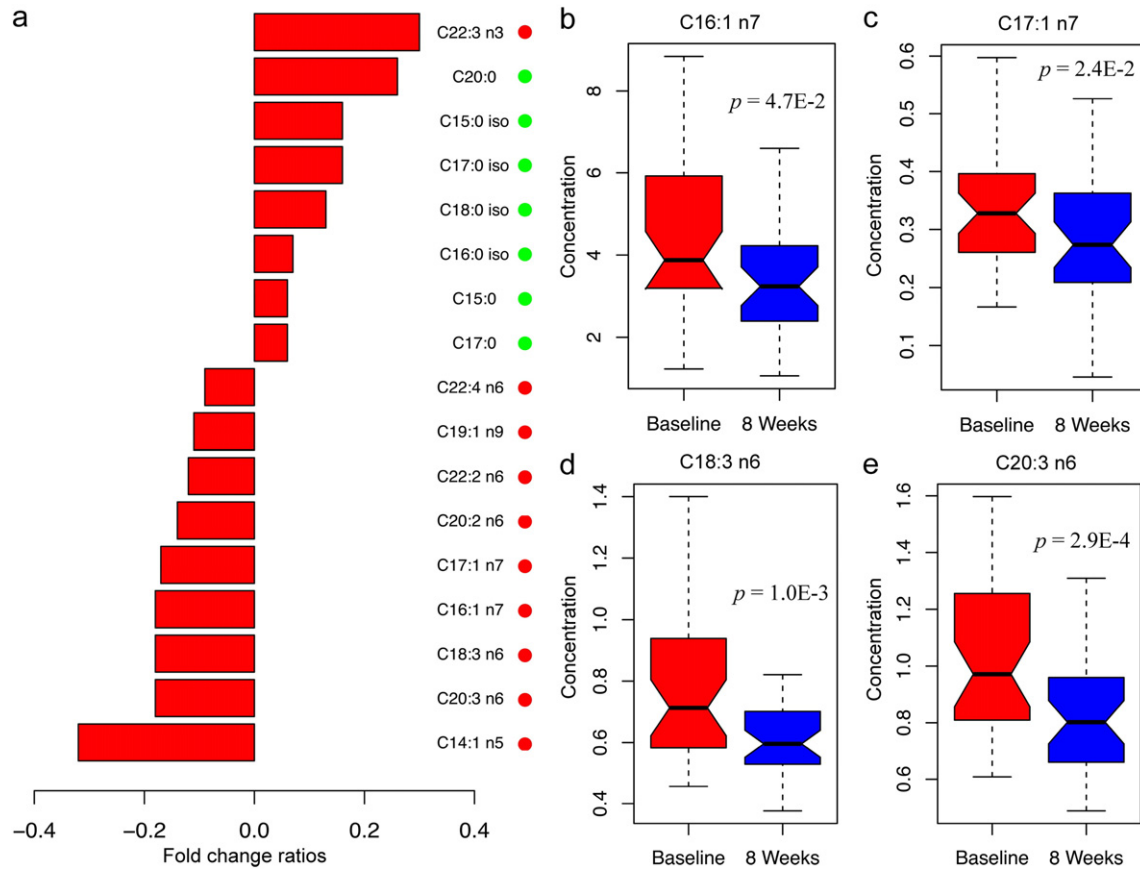 a
C22:3 n3
C20:0
C15:0 iso
C17:0 iso
C18:0 iso
C16:0 iso
C15:0
C17:0
C22:4 n6
C19:1 n9
C22:2 n6
C20:2 n6
C17:1 n7
C16:1 n7
C18:3 n6
C20:3 n6
C14:1 n5
−0.4 −0.2 0.0 0.2 0.4
Fold change ratios
b
C16:1 n7
Concentration
8
6
4
2
p = 4.7E-2
Baseline 8 Weeks
c
C17:1 n7
Concentration
0.6
0.5
0.4
0.3
0.2
0.1
p = 2.4E-2
Baseline 8 Weeks
d
C18:3 n6
Concentration
1.4
1.2
1.0
0.8
0.6
0.4
p = 1.0E-3
Baseline 8 Weeks
e
C20:3 n6
Concentration
1.6
1.4
1.2
1.0
0.8
0.6
p = 2.9E-4
Baseline 8 Weeks